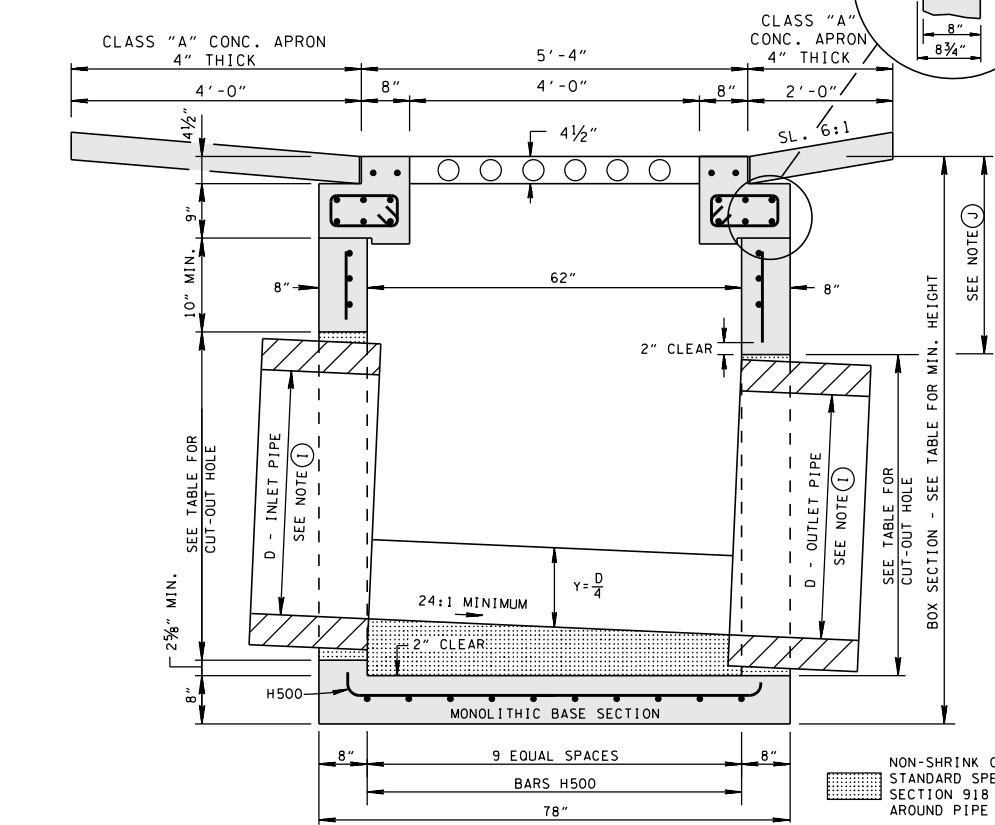 CLASS "A" CONC. APRON
4" THICK
5'-4"
CLASS "A"
CONC. APRON
4" THICK
8"
8¾"
4'-0"
8"
4'-0"
8"
2'-0"
4½"
4½"
SL. 6:1
9"
10" MIN.
8"
62"
8"
2" CLEAR
SEE NOTE J
BOX SECTION - SEE TABLE FOR MIN. HEIGHT
SEE TABLE FOR
CUT-OUT HOLE
D - INLET PIPE
SEE NOTE I
D - OUTLET PIPE
SEE NOTE I
SEE TABLE FOR
CUT-OUT HOLE
Y=D/4
24:1 MINIMUM
2⅝" MIN.
2" CLEAR
8"
H500
MONOLITHIC BASE SECTION
8"
9 EQUAL SPACES
8"
BARS H500
78"
NON-SHRINK
STANDARD SPE
SECTION 918
AROUND PIPE